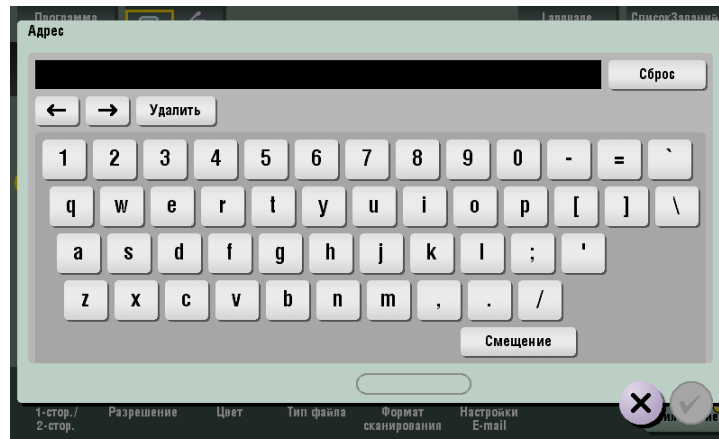 Программа
Language
СписокЗаданий
Адрес
Сброс
← → Удалить
1 2 3 4 5 6 7 8 9 0 - = `
q w e r t y u i o p [ ] \
a s d f g h j k l ; '
z x c v b n m , . /
Смещение
1-стор./
2-стор.
Разрешение
Цвет
Тип файла
Формат
сканирования
Настройки
E-mail